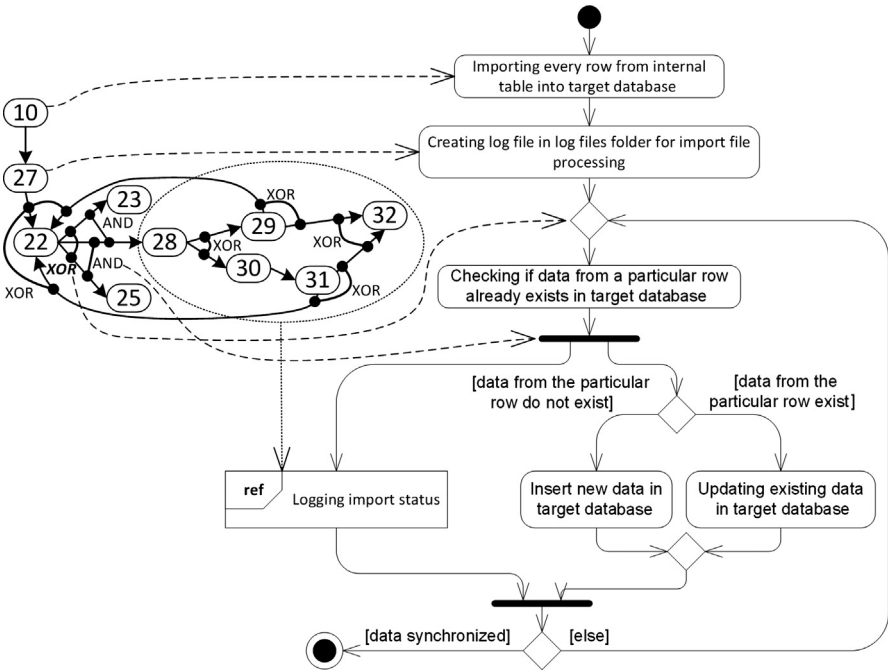 Importing every row from internal
table into target database
10
Creating log file in log files folder for import file
processing
27
23
XOR
32
AND
29
22
28
XOR
XOR
XOR
AND
30
31
25
XOR
XOR
Checking if data from a particular row
already exists in target database
[data from the particular
row do not exist]
[data from the
particular row exist]
ref
Logging import status
Insert new data in
target database
Updating existing data
in target database
[data synchronized]
[else]